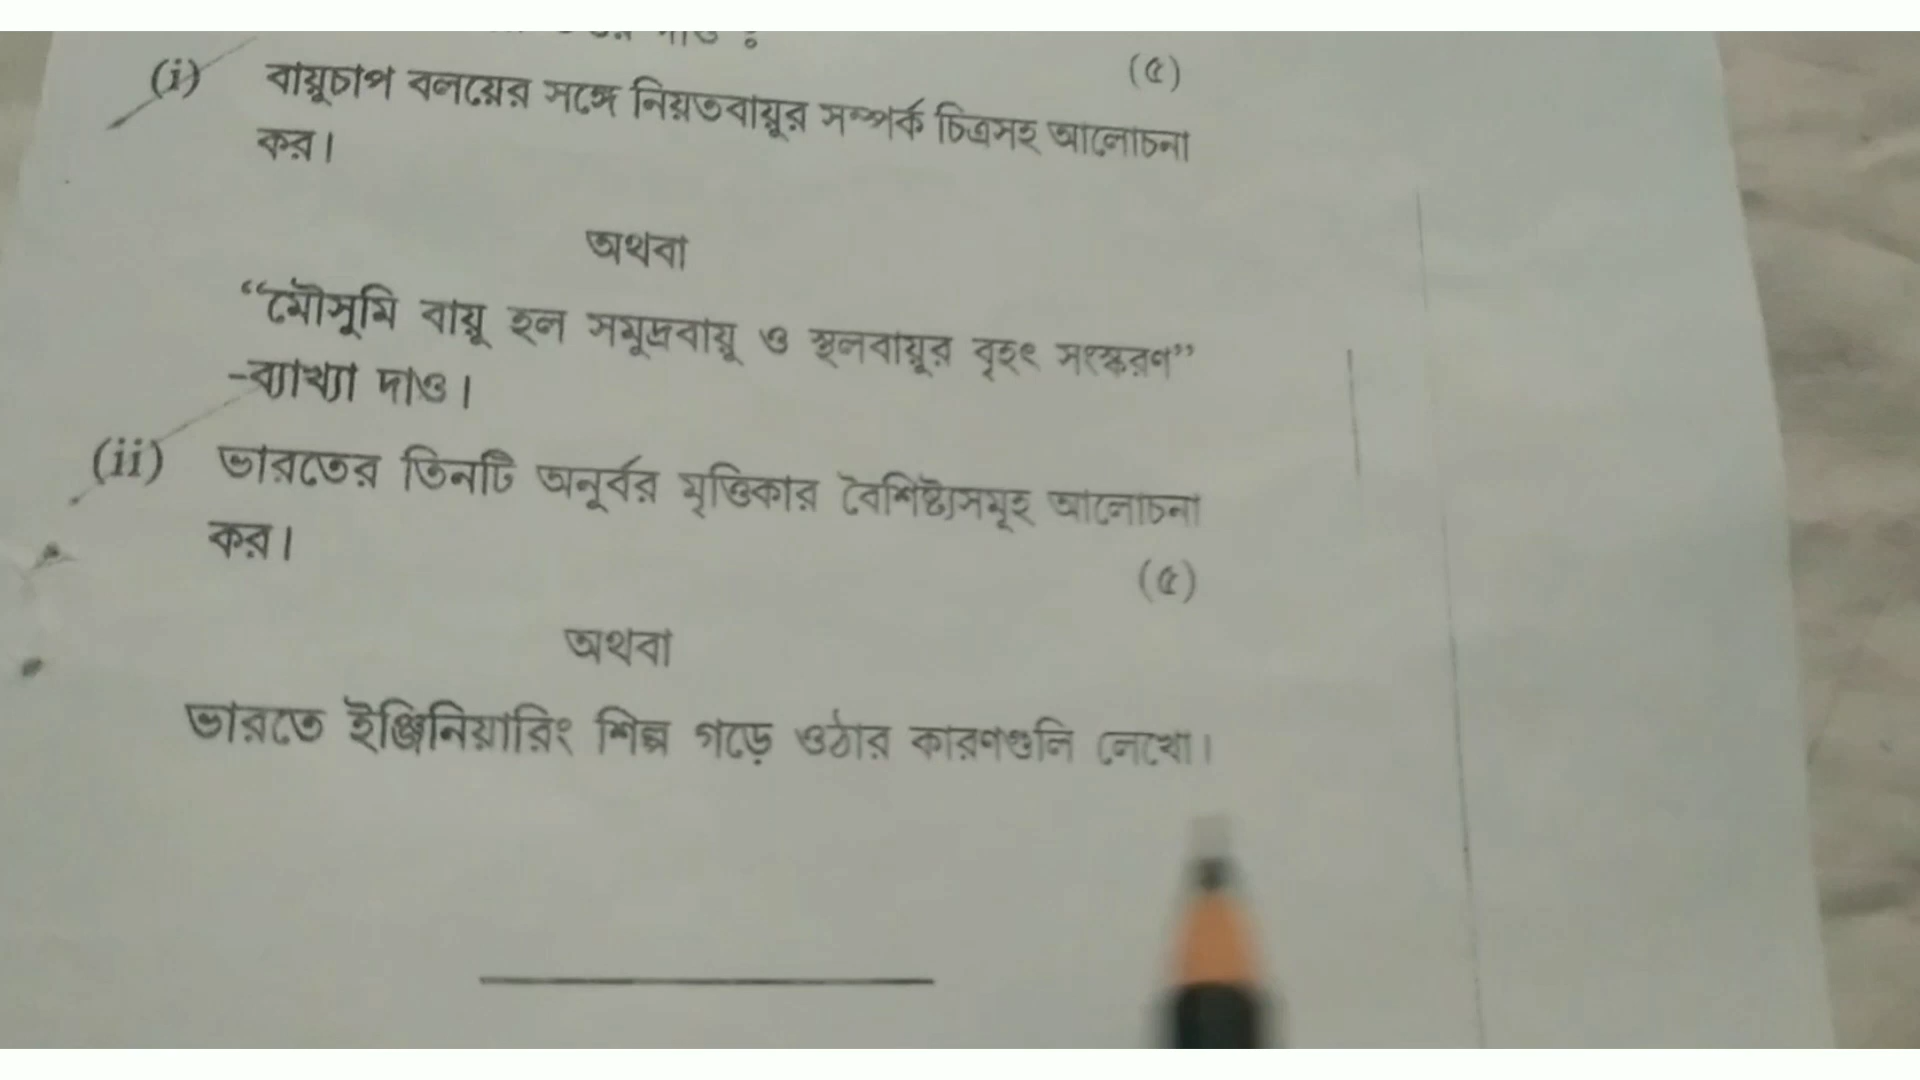 (i) বায়ুচাপ বলয়ের সঙ্গে নিয়তবায়ুর সম্পর্ক চিত্রসহ আলোচনা (৫)
কর।
অথবা
“মৌসুমি বায়ু হল সমুদ্রবায়ু ও স্থলবায়ুর বৃহৎ সংস্করণ”
-ব্যাখ্যা দাও।
(ii) ভারতের তিনটি অনুর্বর মৃত্তিকার বৈশিষ্ট্যসমূহ আলোচনা
কর।
(৫)
অথবা
ভারতে ইঞ্জিনিয়ারিং শিল্প গড়ে ওঠার কারণগুলি লেখো।